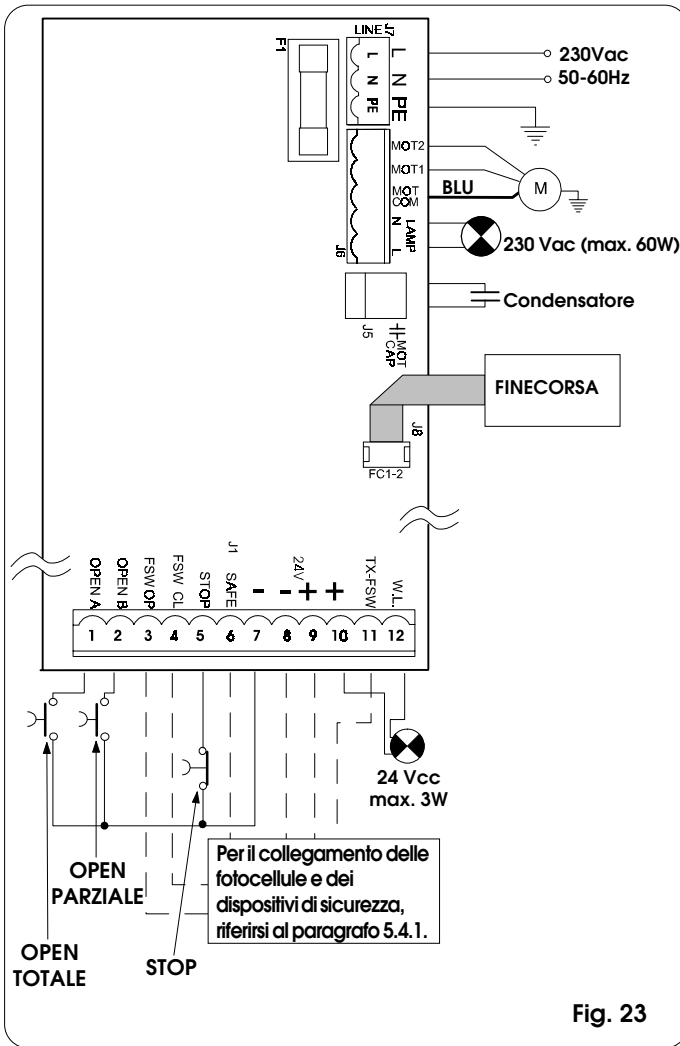 F1
LINE
J7
L
N
PE
L
N
PE
230Vac
50-60Hz
MOT2
MOT1
MOT
COM
BLU
M
N
LAMP
L
J6
230 Vac (max. 60W)
J5
MOT
CAP
Condensatore
FINECORSA
J8
FC1-2
OPEN A
OPEN B
FSW OP
FSW CL
STOP
J1
SAFE
-
-
24V
+
+
TX-FSW
W.L.
1 2 3 4 5 6 7 8 9 10 11 12
24 Vcc
max. 3W
Per il collegamento delle
fotocellule e dei
dispositivi di sicurezza,
riferirsi al paragrafo 5.4.1.
OPEN
PARZIALE
OPEN
TOTALE
STOP
Fig. 23